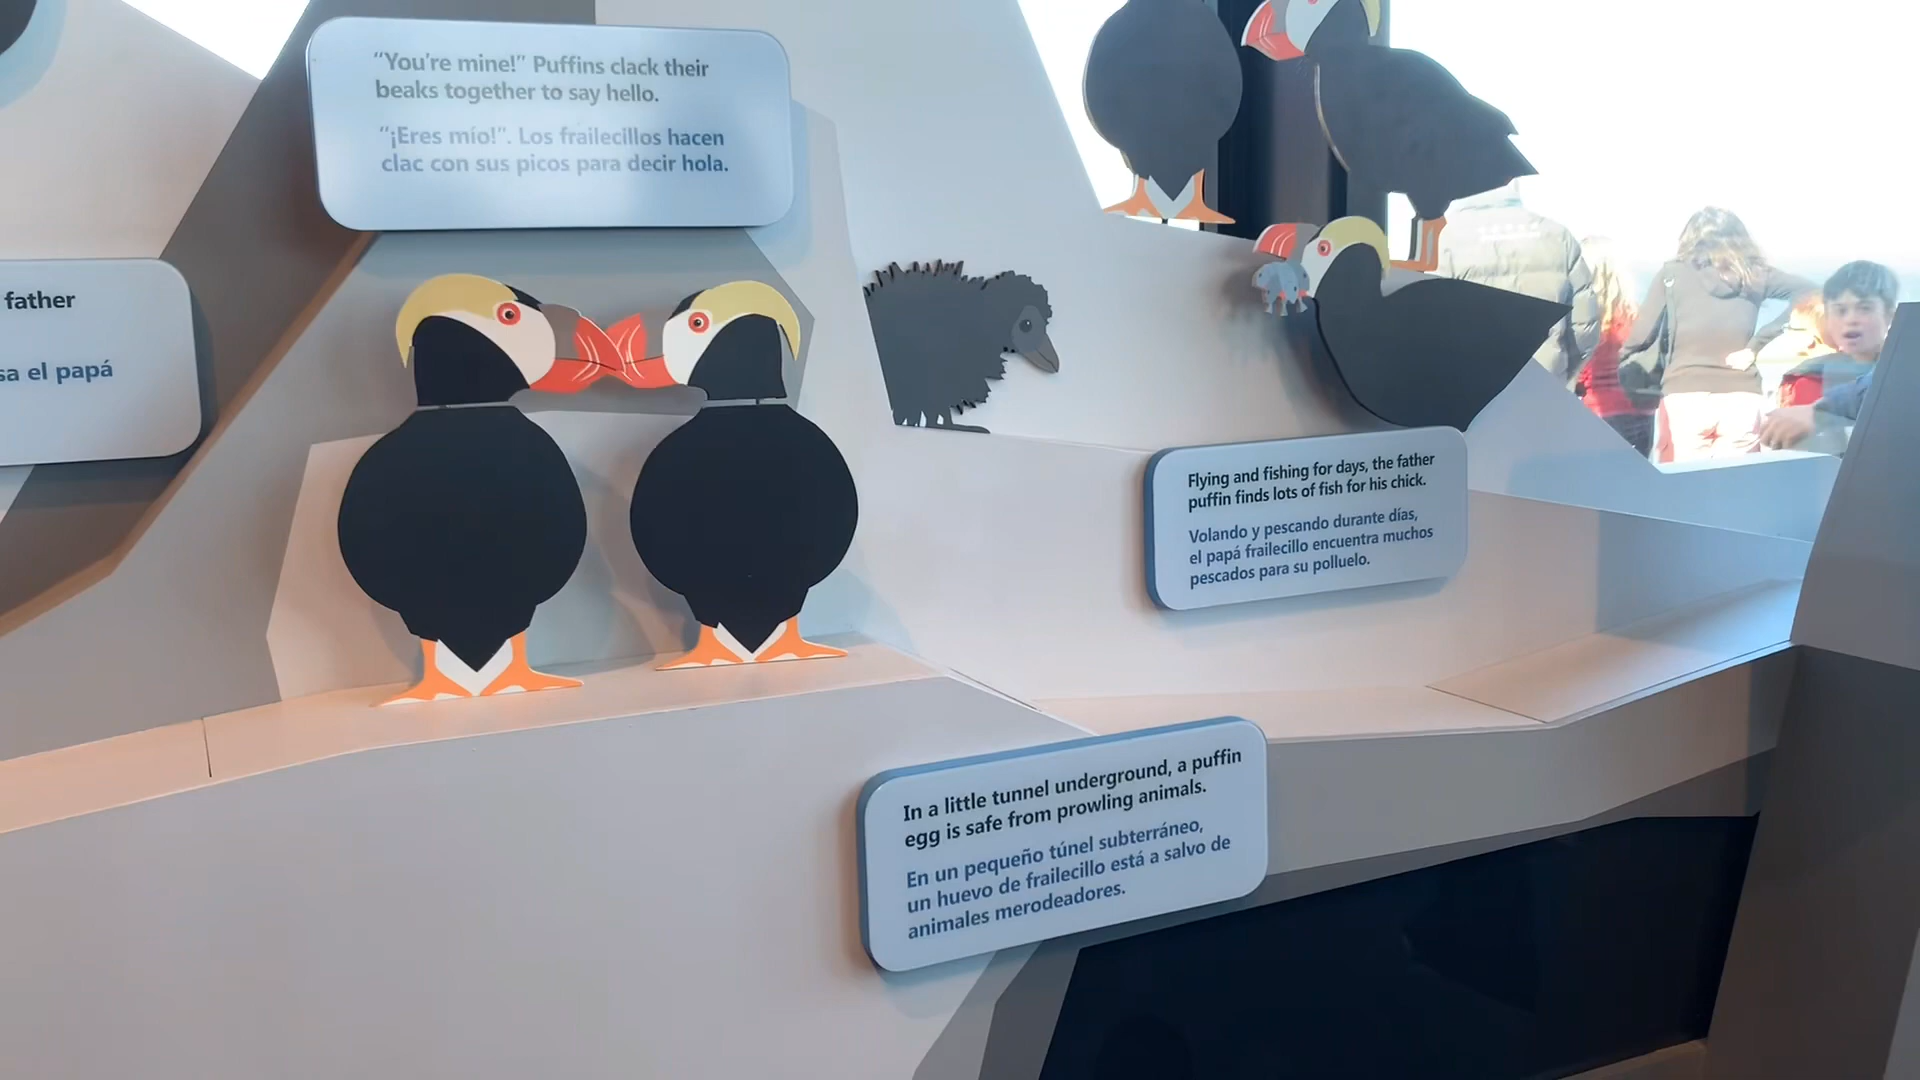 father
sa el papá
“You’re mine!” Puffins clack their
beaks together to say hello.
“¡Eres mío!”. Los frailecillos hacen
clac con sus picos para decir hola.
Flying and fishing for days, the father
puffin finds lots of fish for his chick.
Volando y pescando durante días,
el papá frailecillo encuentra muchos
pescados para su polluelo.
In a little tunnel underground, a puffin
egg is safe from prowling animals.
En un pequeño túnel subterráneo,
un huevo de frailecillo está a salvo de
animales merodeadores.